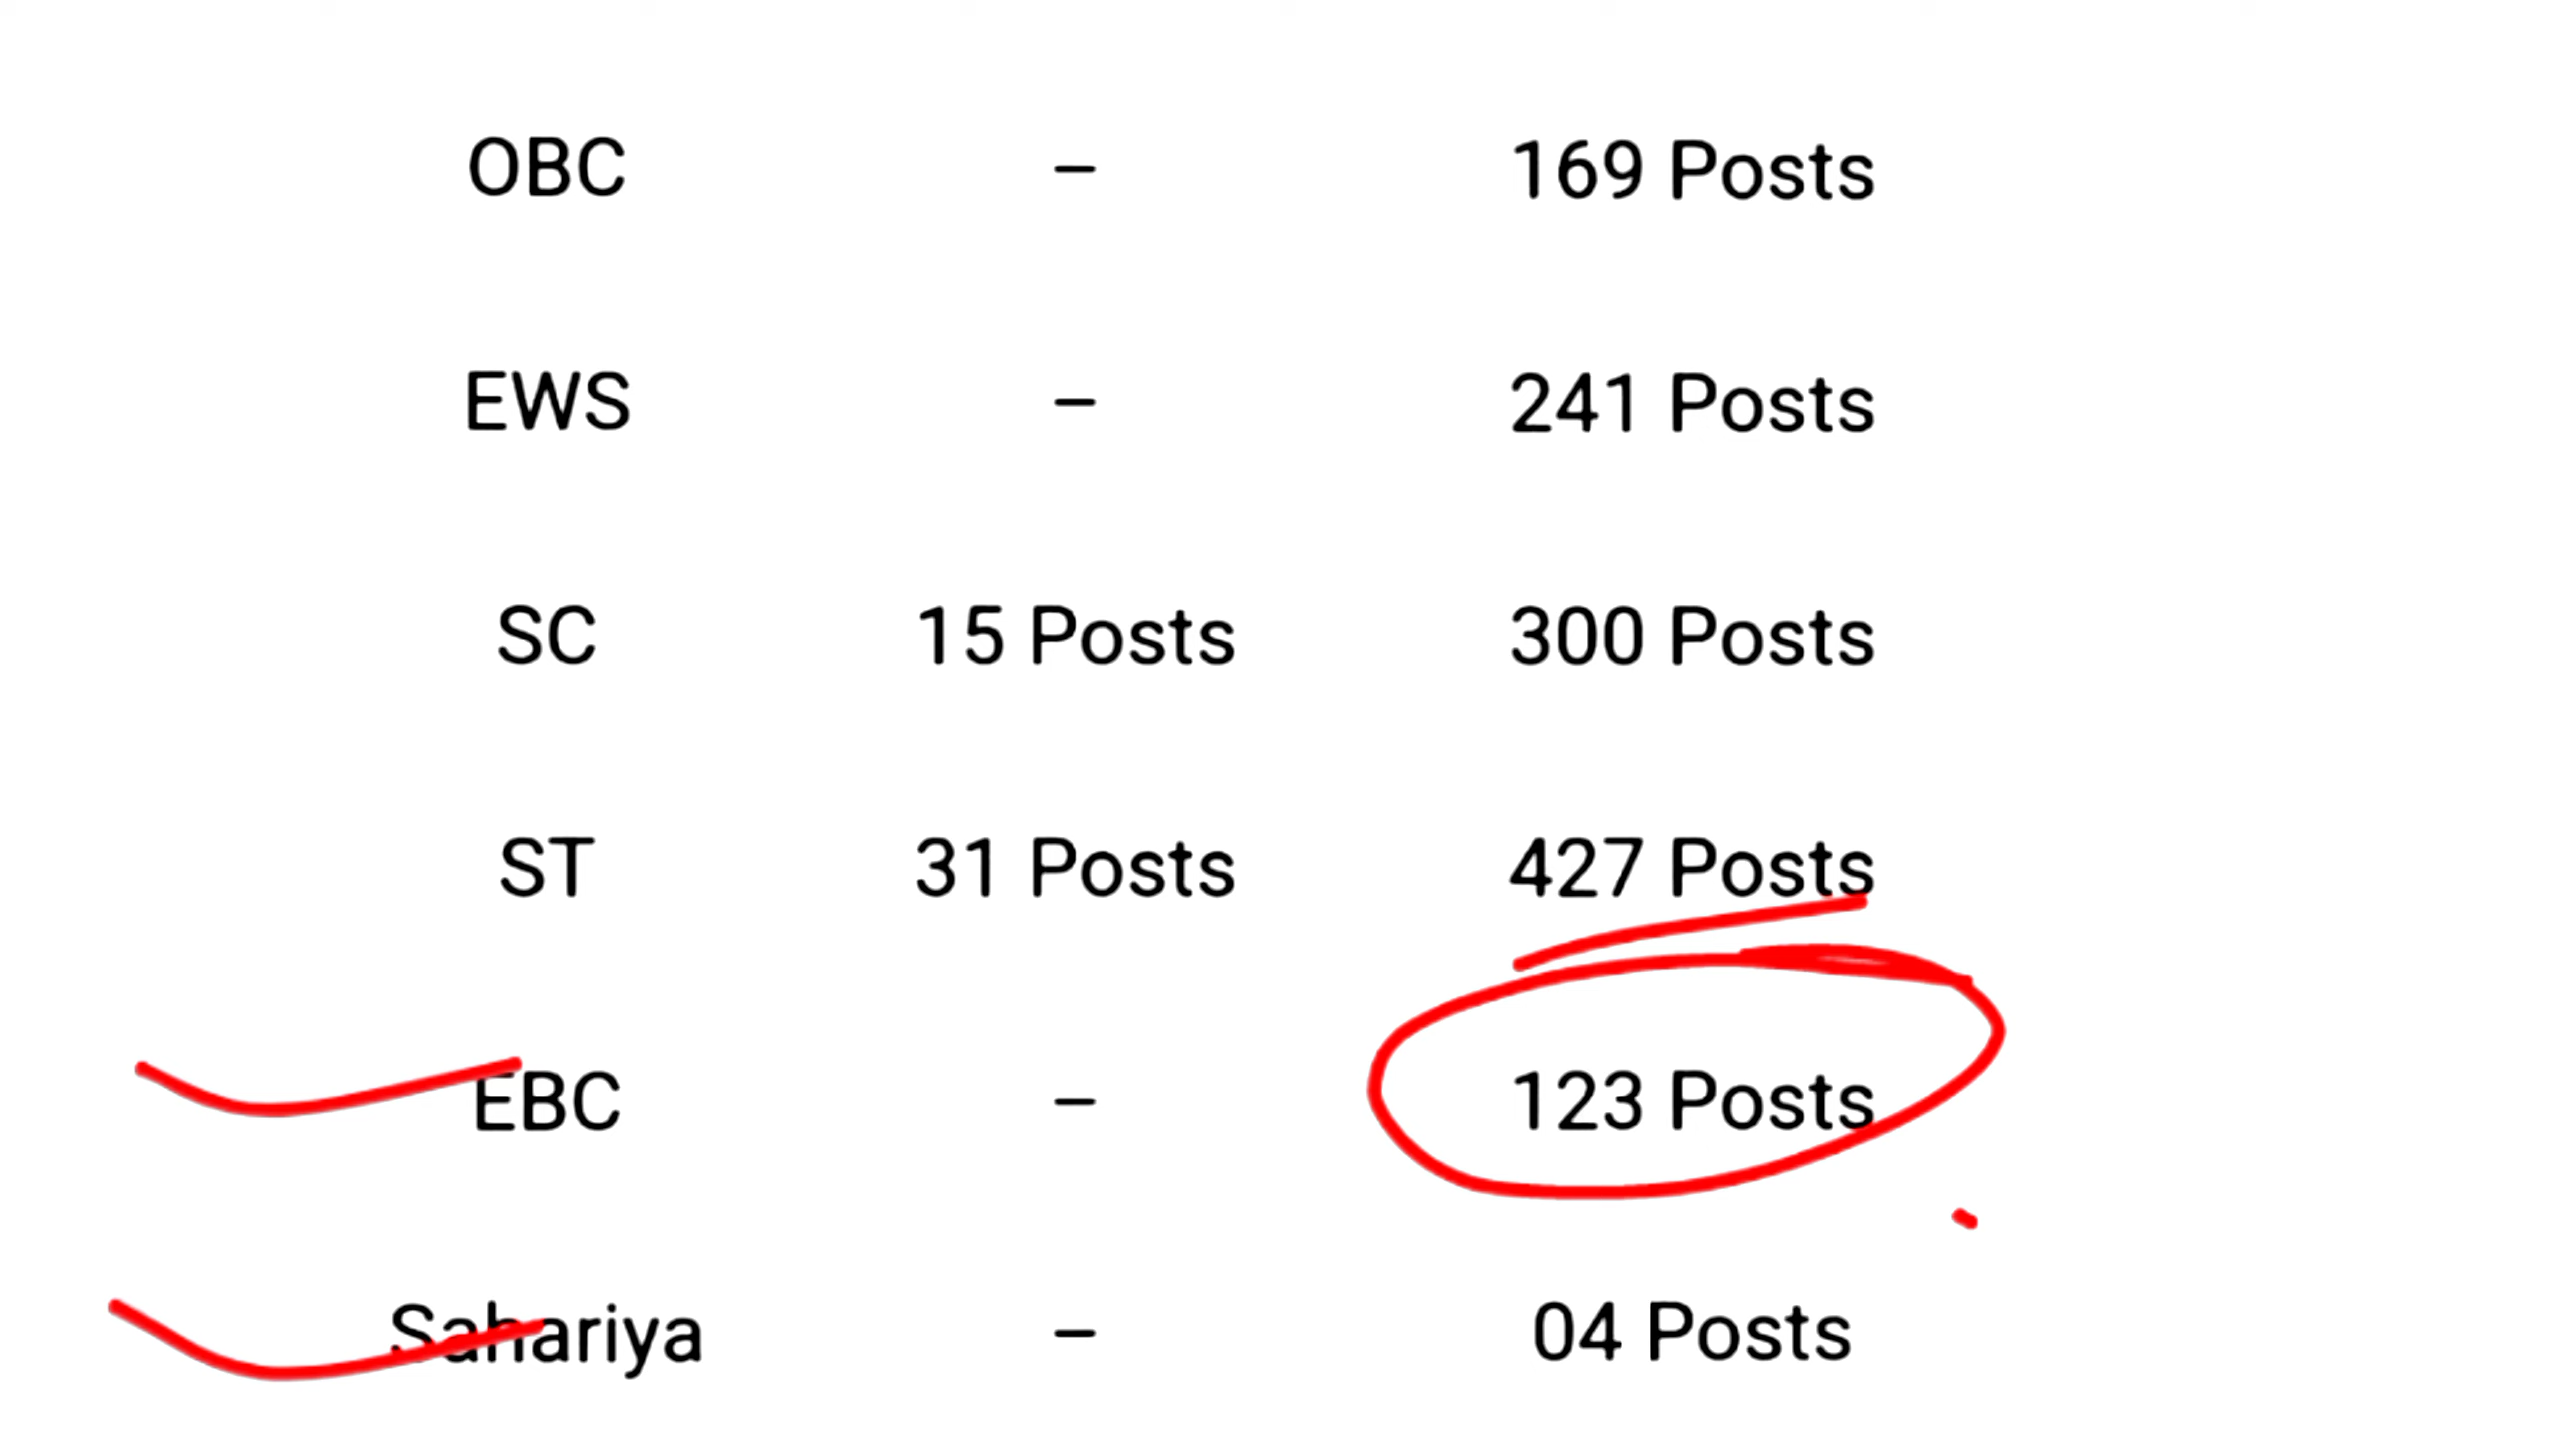 OBC – 169 Posts
EWS – 241 Posts
SC 15 Posts 300 Posts
ST 31 Posts 427 Posts
EBC – 123 Posts
Sahariya – 04 Posts